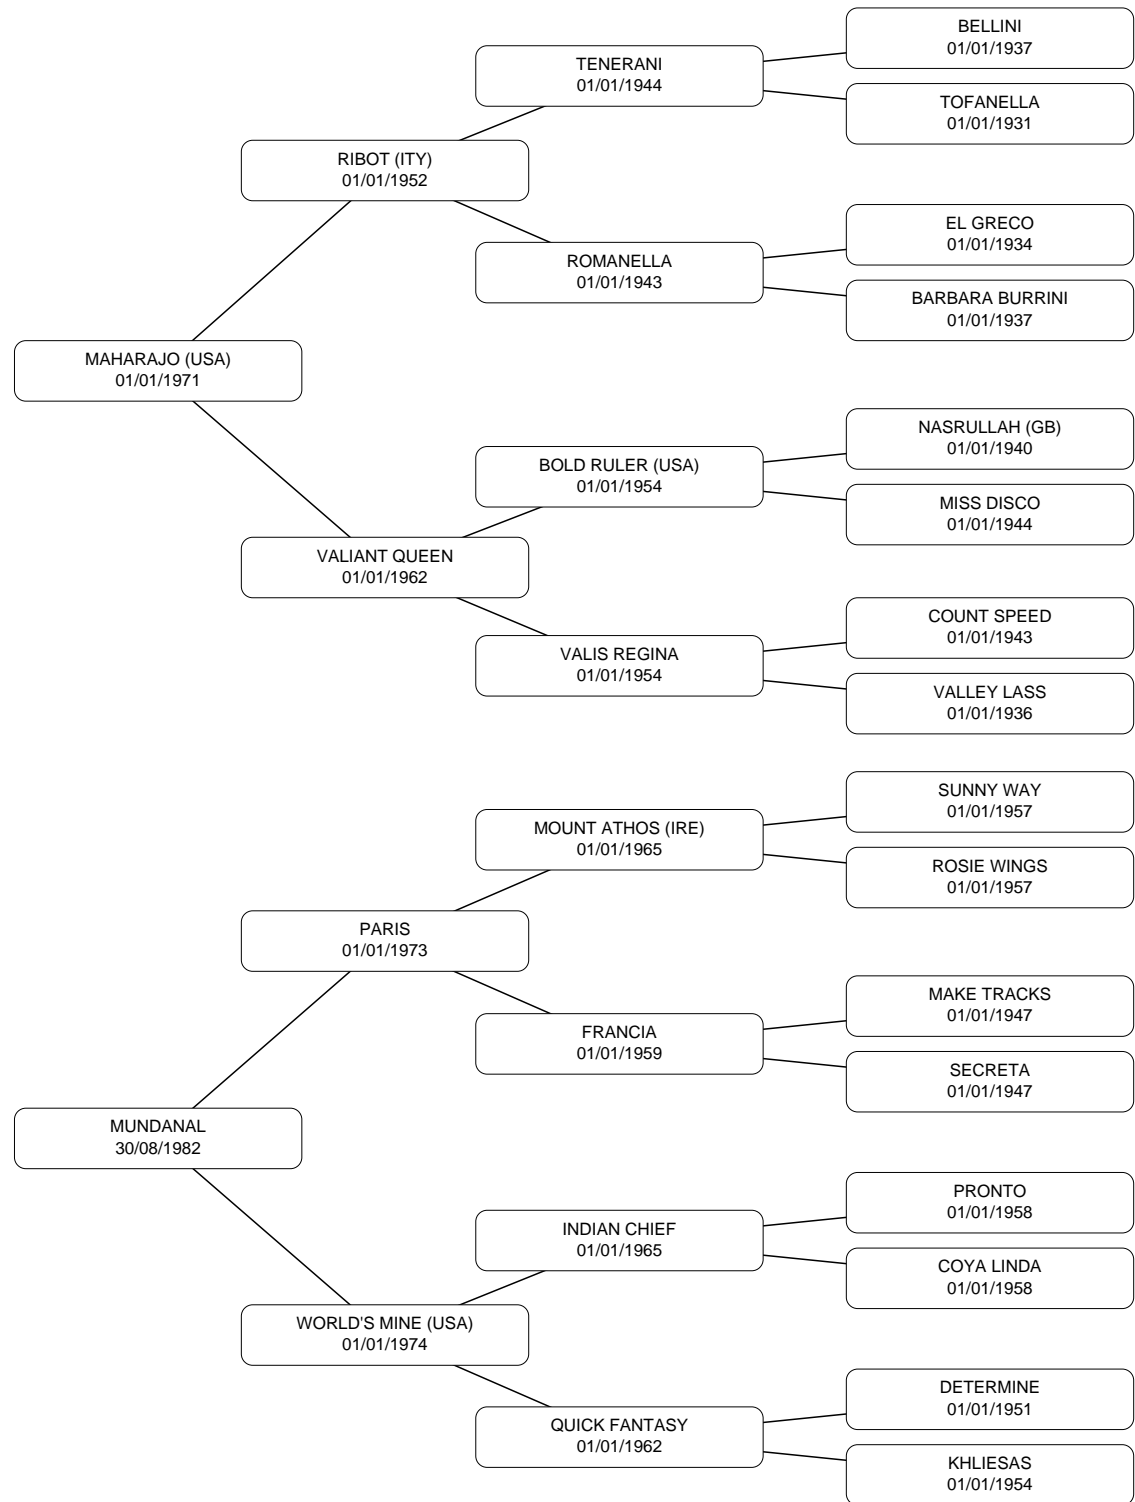 BELLINI
01/01/1937
TENERANI
01/01/1944
TOFANELLA
01/01/1931
RIBOT (ITY)
01/01/1952
EL GRECO
01/01/1934
ROMANELLA
01/01/1943
BARBARA BURRINI
01/01/1937
MAHARAJO (USA)
01/01/1971
NASRULLAH (GB)
01/01/1940
BOLD RULER (USA)
01/01/1954
MISS DISCO
01/01/1944
VALIANT QUEEN
01/01/1962
COUNT SPEED
01/01/1943
VALIS REGINA
01/01/1954
VALLEY LASS
01/01/1936
SUNNY WAY
01/01/1957
MOUNT ATHOS (IRE)
01/01/1965
ROSIE WINGS
01/01/1957
PARIS
01/01/1973
MAKE TRACKS
01/01/1947
FRANCIA
01/01/1959
SECRETA
01/01/1947
MUNDANAL
30/08/1982
PRONTO
01/01/1958
INDIAN CHIEF
01/01/1965
COYA LINDA
01/01/1958
WORLD'S MINE (USA)
01/01/1974
DETERMINE
01/01/1951
QUICK FANTASY
01/01/1962
KHLIESAS
01/01/1954